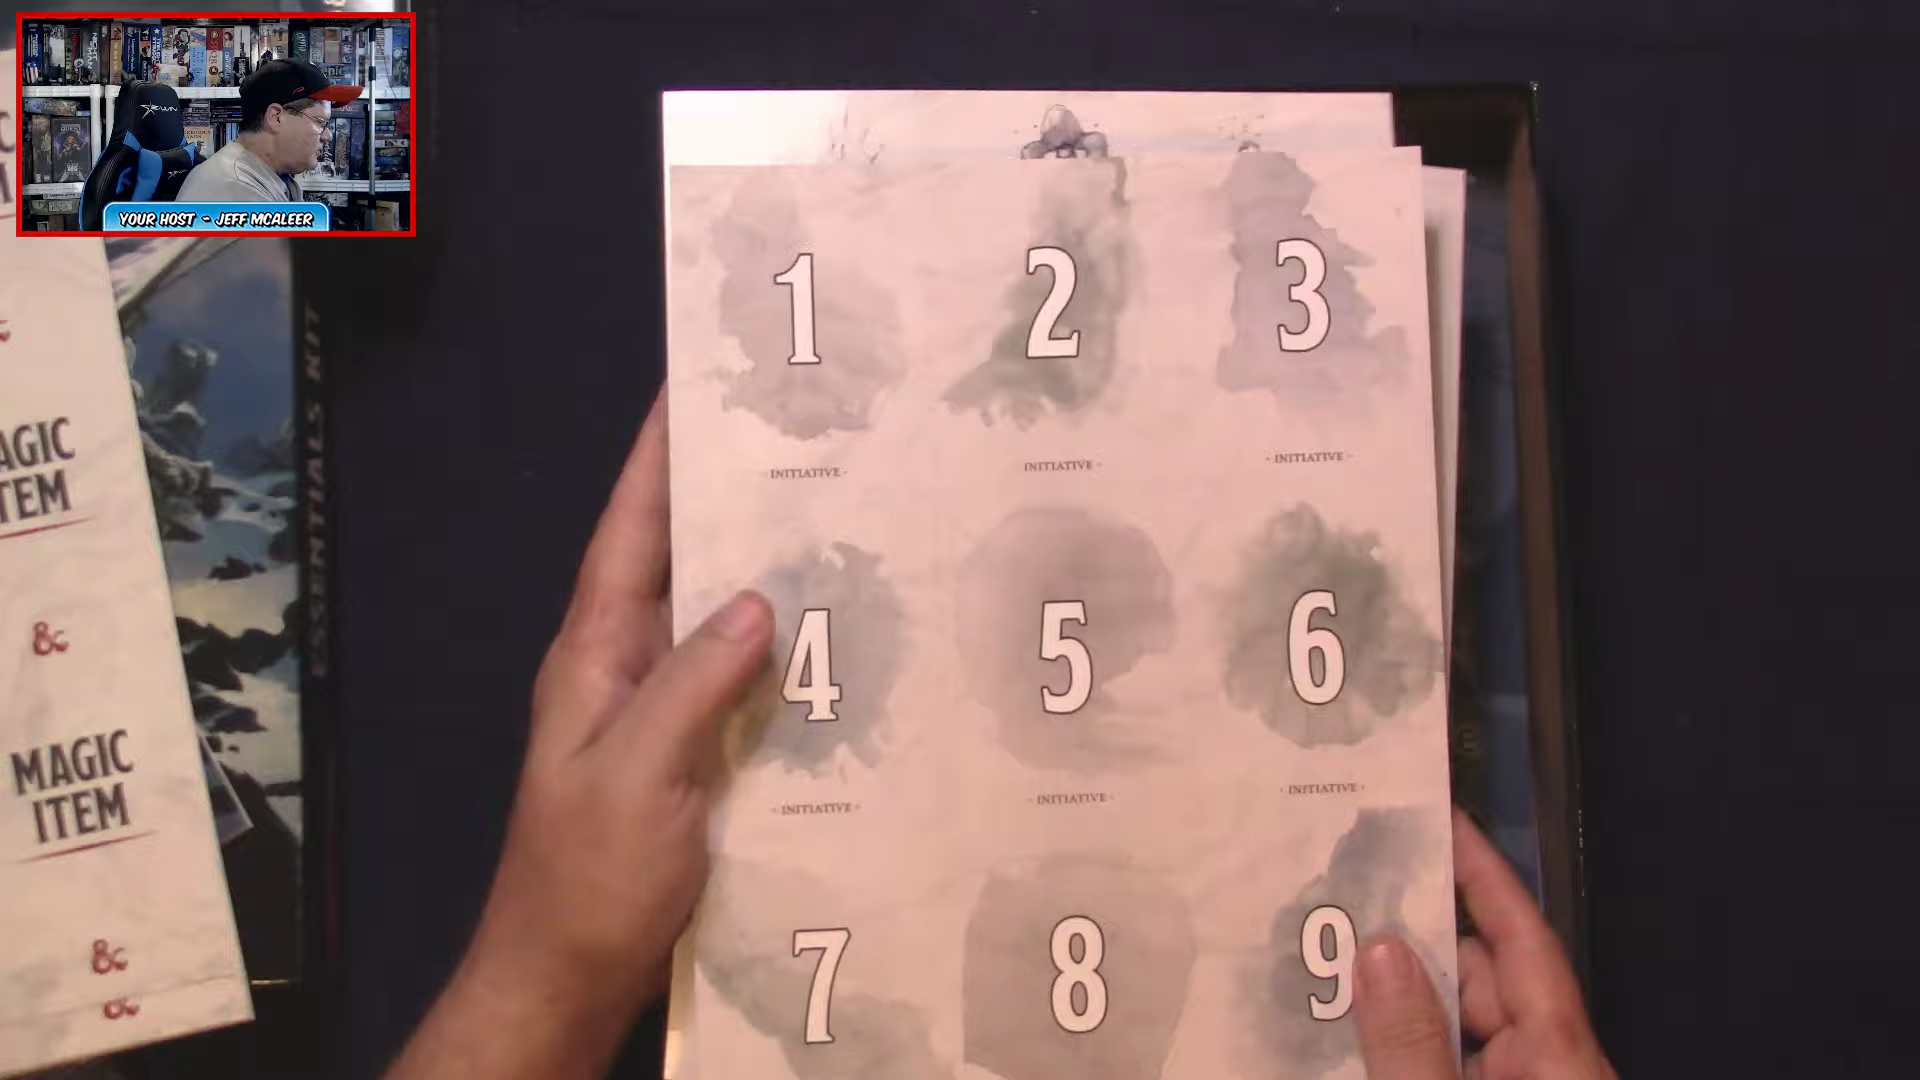 YOUR HOST - JEFF MCALEER
1
2
3
- INITIATIVE -
- INITIATIVE -
- INITIATIVE -
4
5
6
- INITIATIVE -
- INITIATIVE -
- INITIATIVE -
7
8
9
AGIC
TEM
&
MAGIC
ITEM
&
ESSENTIALS KIT